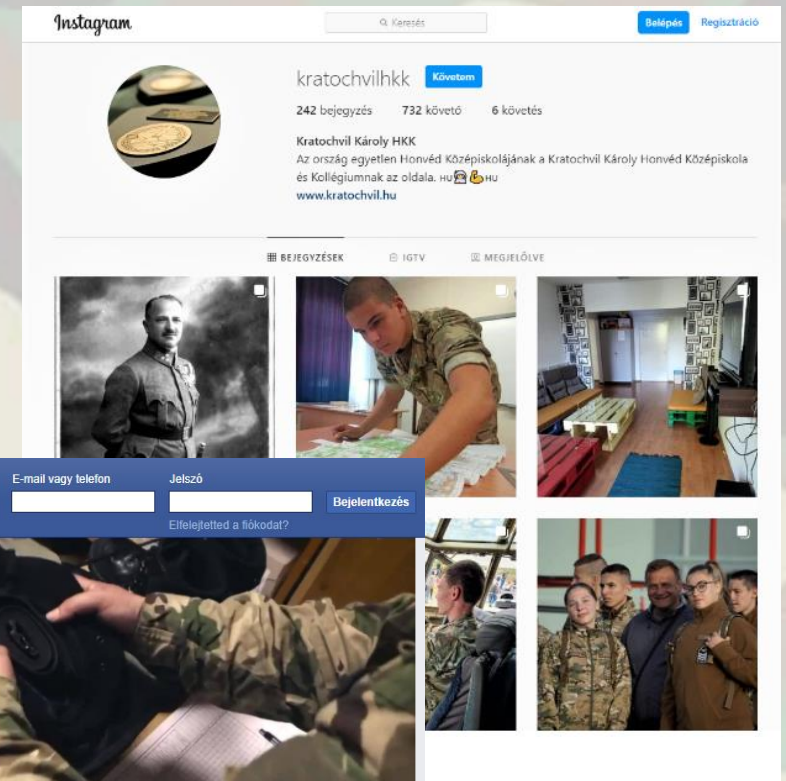 Instagram
Keresés
Belépés Regisztráció
kratochvilhkk Követem
242 bejegyzés 732 követő 6 követés
Kratochvil Károly HKK
Az ország egyetlen Honvéd Középiskolájának a Kratochvil Károly Honvéd Középiskola
és Kollégiumnak az oldala. HU HU
www.kratochvil.hu
BEJEGYZÉSEK IGTV MEGJELÖLVE
E-mail vagy telefon Jelszó
Bejelentkezés
Elfelejtetted a fiókodat?